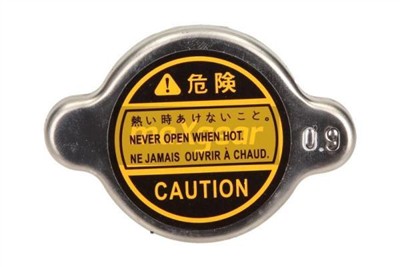 危険
熱い時あけないこと。
maxgear
NEVER OPEN WHEN HOT.
NE JAMAIS OUVRIR À CHAUD.
CAUTION
0.9